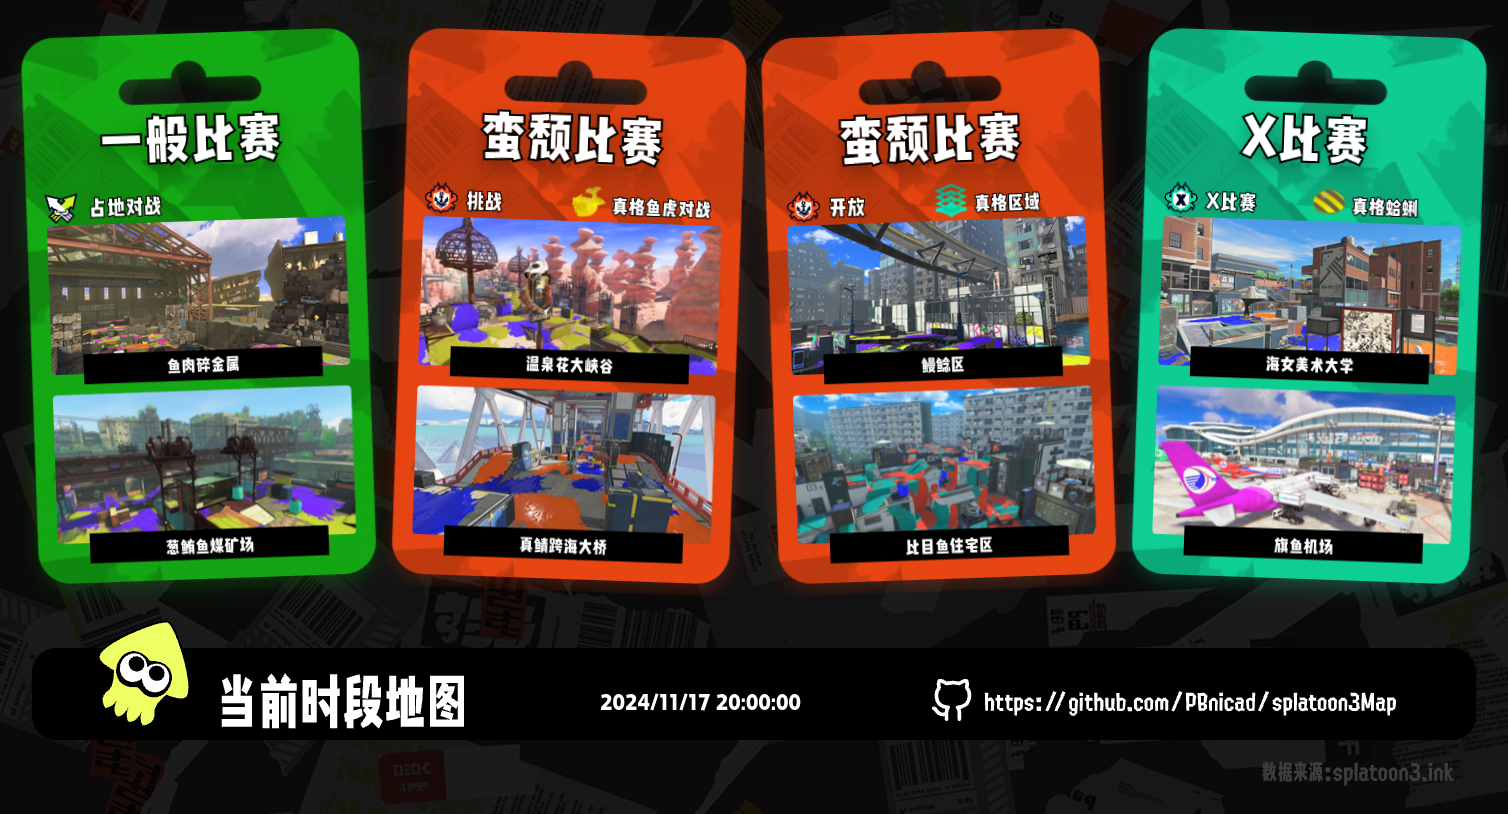 一般比赛
占地对战
鱼肉碎金属
葱鲔鱼煤矿场
蛮颓比赛
挑战
真格鱼虎对战
温泉花大峡谷
真鲭跨海大桥
蛮颓比赛
开放
真格区域
鳗鲶区
比目鱼住宅区
X比赛
X比赛
真格蛤蜊
海女美术大学
旗鱼机场
当前时段地图
2024/11/17 20:00:00
https://github.com/PBnicad/splatoon3Map
数据来源:splatoon3.ink